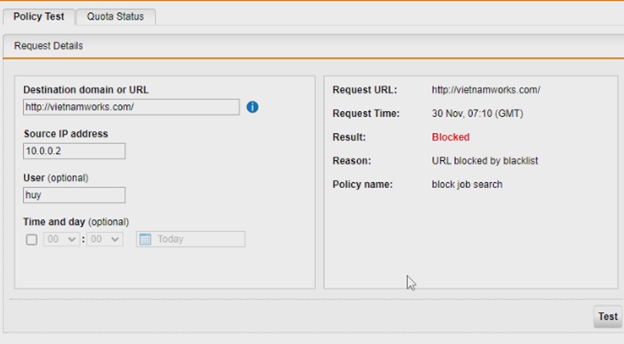 Policy Test
Quota Status
Request Details
Destination domain or URL
http://vietnamworks.com/
Source IP address
10.0.0.2
User (optional)
huy
Time and day (optional)
00 : 00 Today
Request URL: http://vietnamworks.com/
Request Time: 30 Nov, 07:10 (GMT)
Result: Blocked
Reason: URL blocked by blacklist
Policy name: block job search
Test